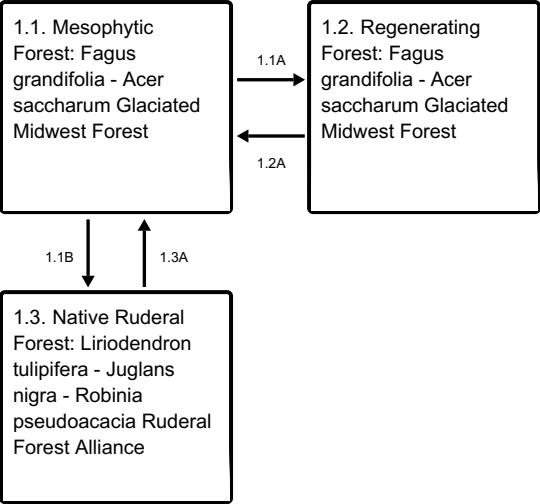 1.1. Mesophytic
Forest: Fagus
grandifolia - Acer
saccharum Glaciated
Midwest Forest
1.1A
1.2. Regenerating
Forest: Fagus
grandifolia - Acer
saccharum Glaciated
Midwest Forest
1.2A
1.1B
1.3A
1.3. Native Ruderal
Forest: Liriodendron
tulipifera - Juglans
nigra - Robinia
pseudoacacia Ruderal
Forest Alliance